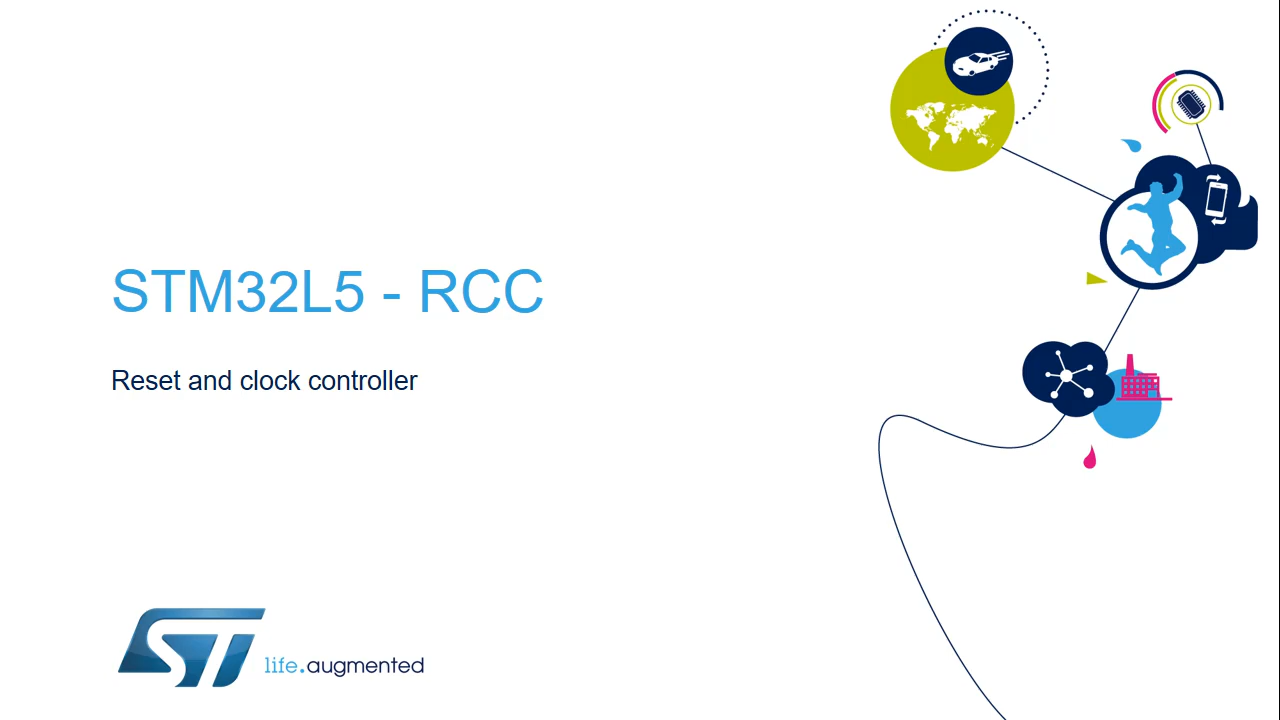 STM32L5 - RCC
Reset and clock controller
ST life.augmented